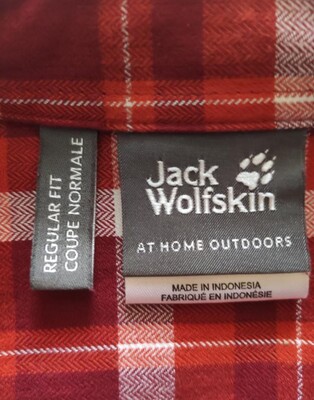 REGULAR FIT
COUPE NORMALE
Jack
Wolfskin
AT HOME OUTDOORS
MADE IN INDONESIA
FABRIQUÉ EN INDONÉSIE